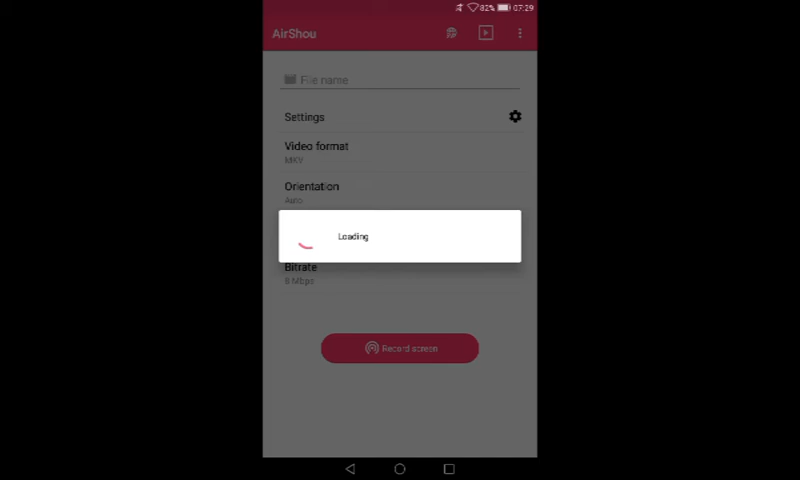 82% 07:29
AirShou
File name
Settings
Video format
MKV
Orientation
Auto
Loading
Bitrate
8 Mbps
Record screen